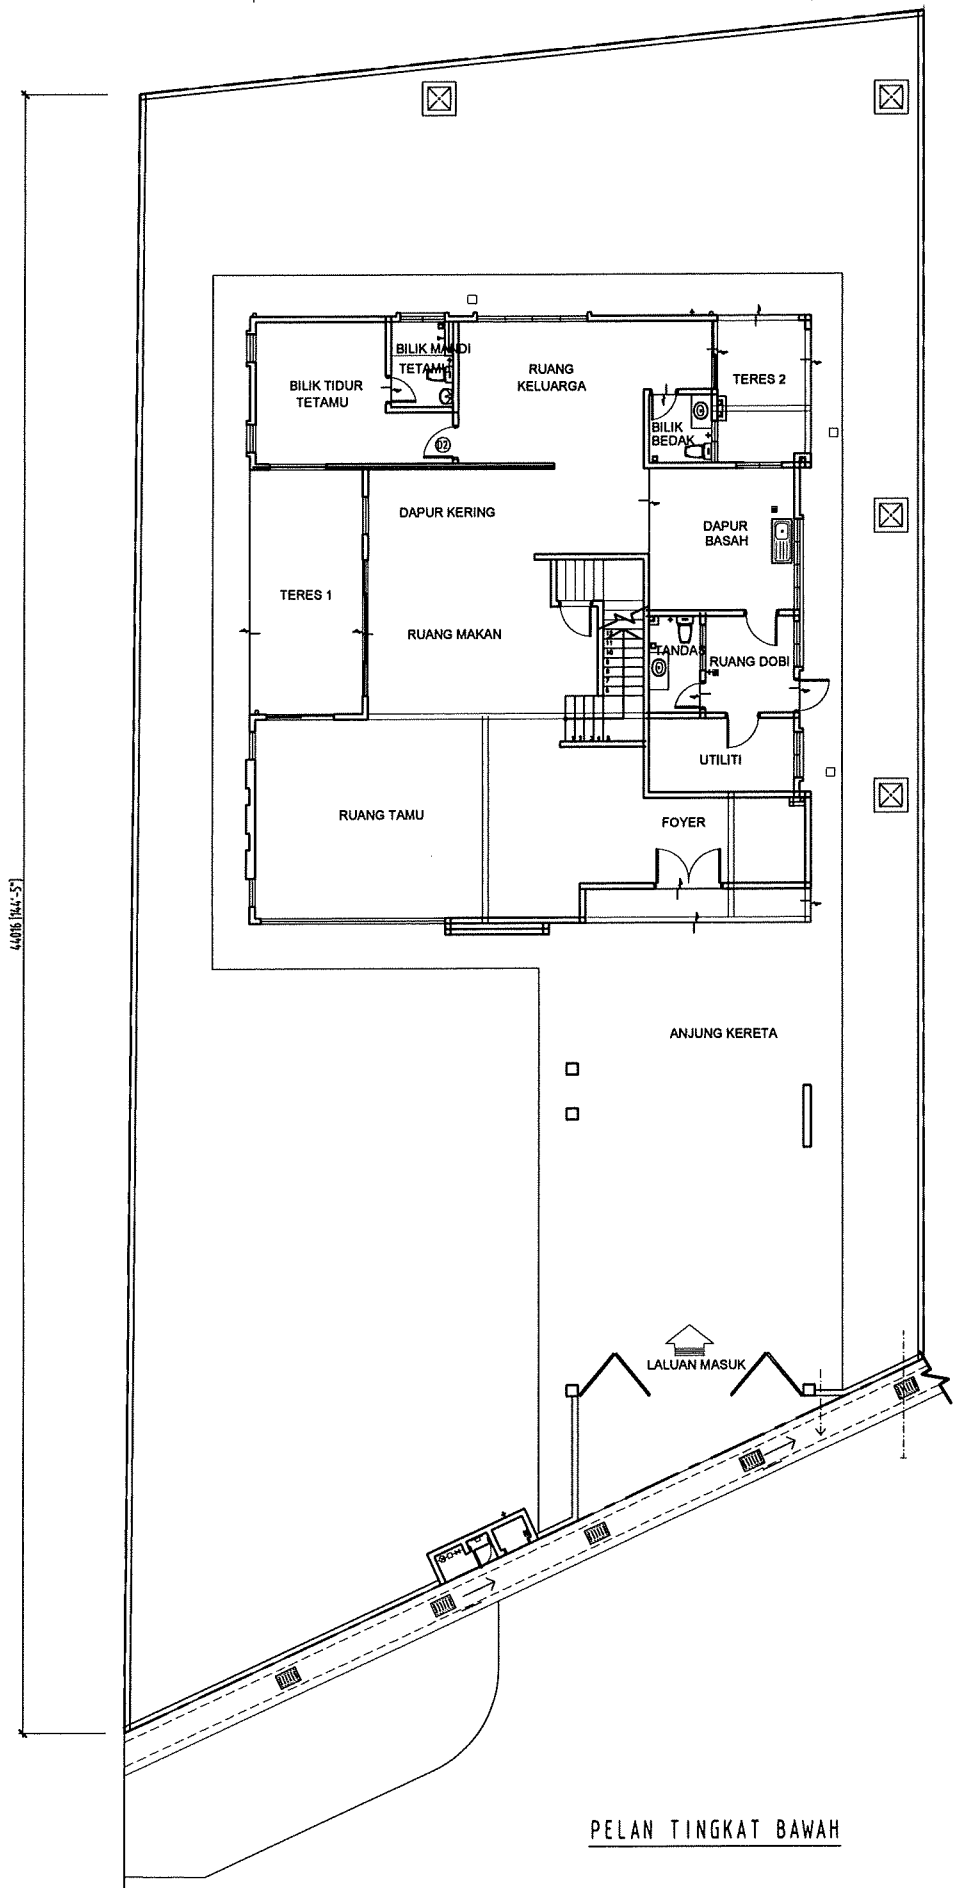 BILIK MANDI
TETAMU
BILIK TIDUR
TETAMU
RUANG
KELUARGA
TERES 2
BILIK
BEDAK
D2
DAPUR KERING
DAPUR
BASAH
TERES 1
RUANG MAKAN
TANDAS
RUANG DOBI
UTILITI
RUANG TAMU
FOYER
44016 [144'-5"]
ANJUNG KERETA
LALUAN MASUK
PELAN TINGKAT BAWAH